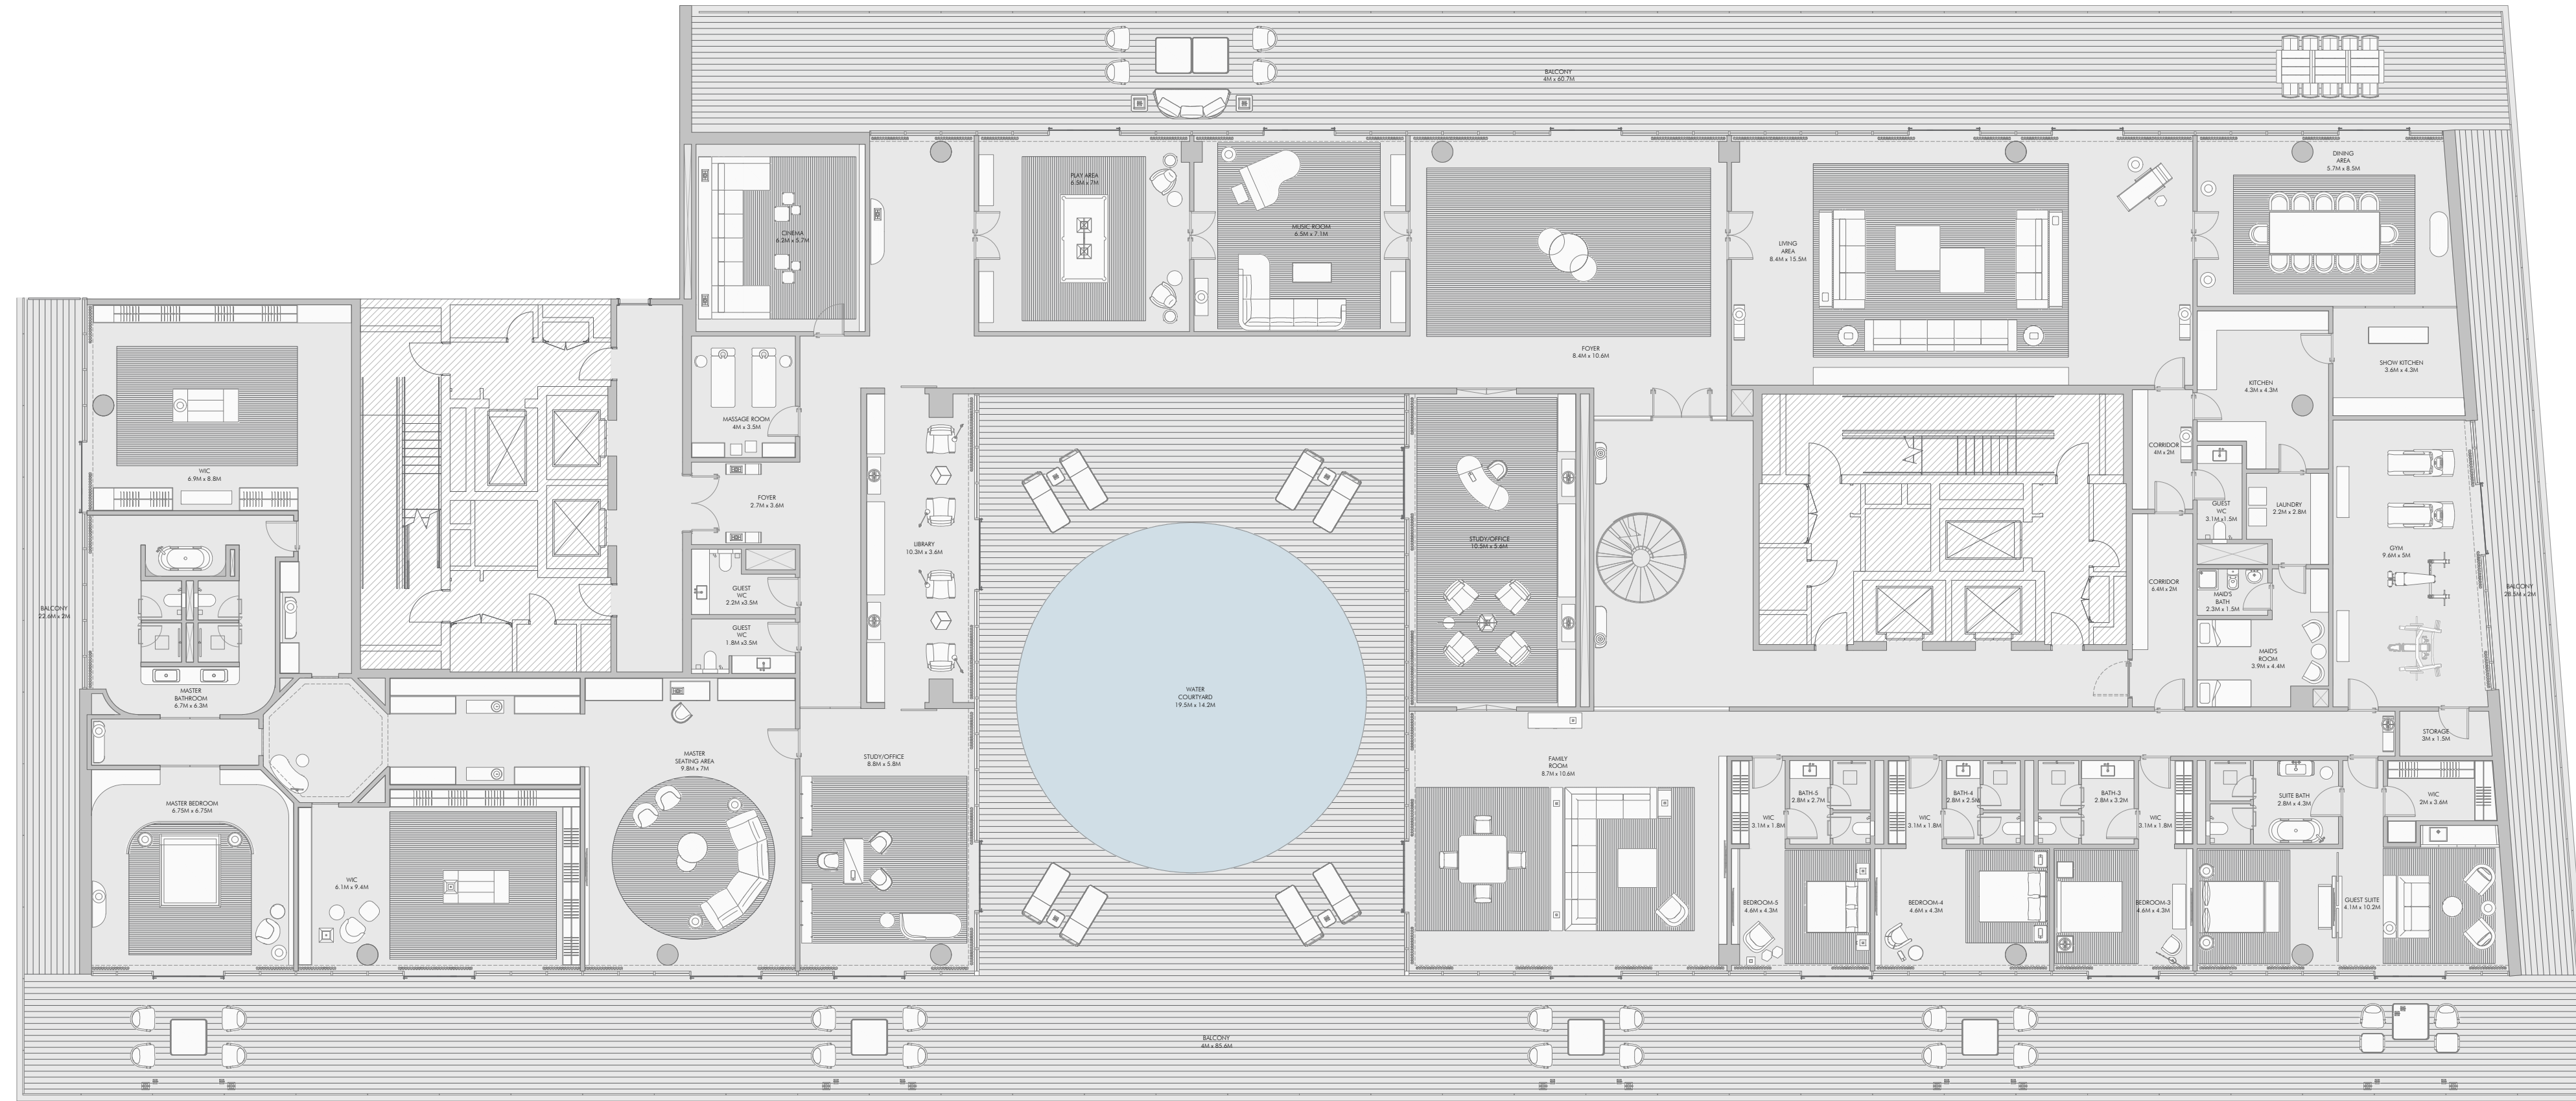 BALCONY
4M x 60.7M
DINING
AREA
5.7M x 8.5M
PLAY AREA
6.5M x 7M
CINEMA
6.2M x 5.7M
MUSIC ROOM
6.5M x 7.1M
LIVING
AREA
8.4M x 15.5M
FOYER
8.4M x 10.6M
SHOW KITCHEN
3.6M x 4.3M
KITCHEN
4.3M x 4.3M
MASSAGE ROOM
4M x 3.5M
WIC
6.9M x 8.8M
CORRIDOR
4M x 2M
FOYER
2.7M x 3.6M
GUEST
WC
3.1M x1.5M
LAUNDRY
2.2M x 2.8M
LIBRARY
10.3M x 3.6M
STUDY/OFFICE
10.5M x 5.6M
GYM
9.6M x 5M
GUEST
WC
2.2M x3.5M
CORRIDOR
6.4M x 2M
BALCONY
28.5M x 2M
MAID'S
BATH
2.3M x 1.5M
BALCONY
22.6M x 2M
GUEST
WC
1.8M x3.5M
MAID'S
ROOM
3.9M x 4.4M
MASTER
BATHROOM
6.7M x 6.3M
WATER
COURTYARD
19.5M x 14.2M
STORAGE
3M x 1.5M
MASTER
SEATING AREA
9.8M x 7M
STUDY/OFFICE
8.8M x 5.8M
FAMILY
ROOM
8.7M x 10.6M
MASTER BEDROOM
6.75M x 6.75M
BATH-5
2.8M x 2.7M
BATH-4
2.8M x 2.5M
BATH-3
2.8M x 3.2M
SUITE BATH
2.8M x 4.3M
WIC
2M x 3.6M
WIC
3.1M x 1.8M
WIC
3.1M x 1.8M
WIC
3.1M x 1.8M
WIC
6.1M x 9.4M
BEDROOM-5
4.6M x 4.3M
BEDROOM-4
4.6M x 4.3M
BEDROOM-3
4.6M x 4.3M
GUEST SUITE
4.1M x 10.2M
BALCONY
4M x 85.6M